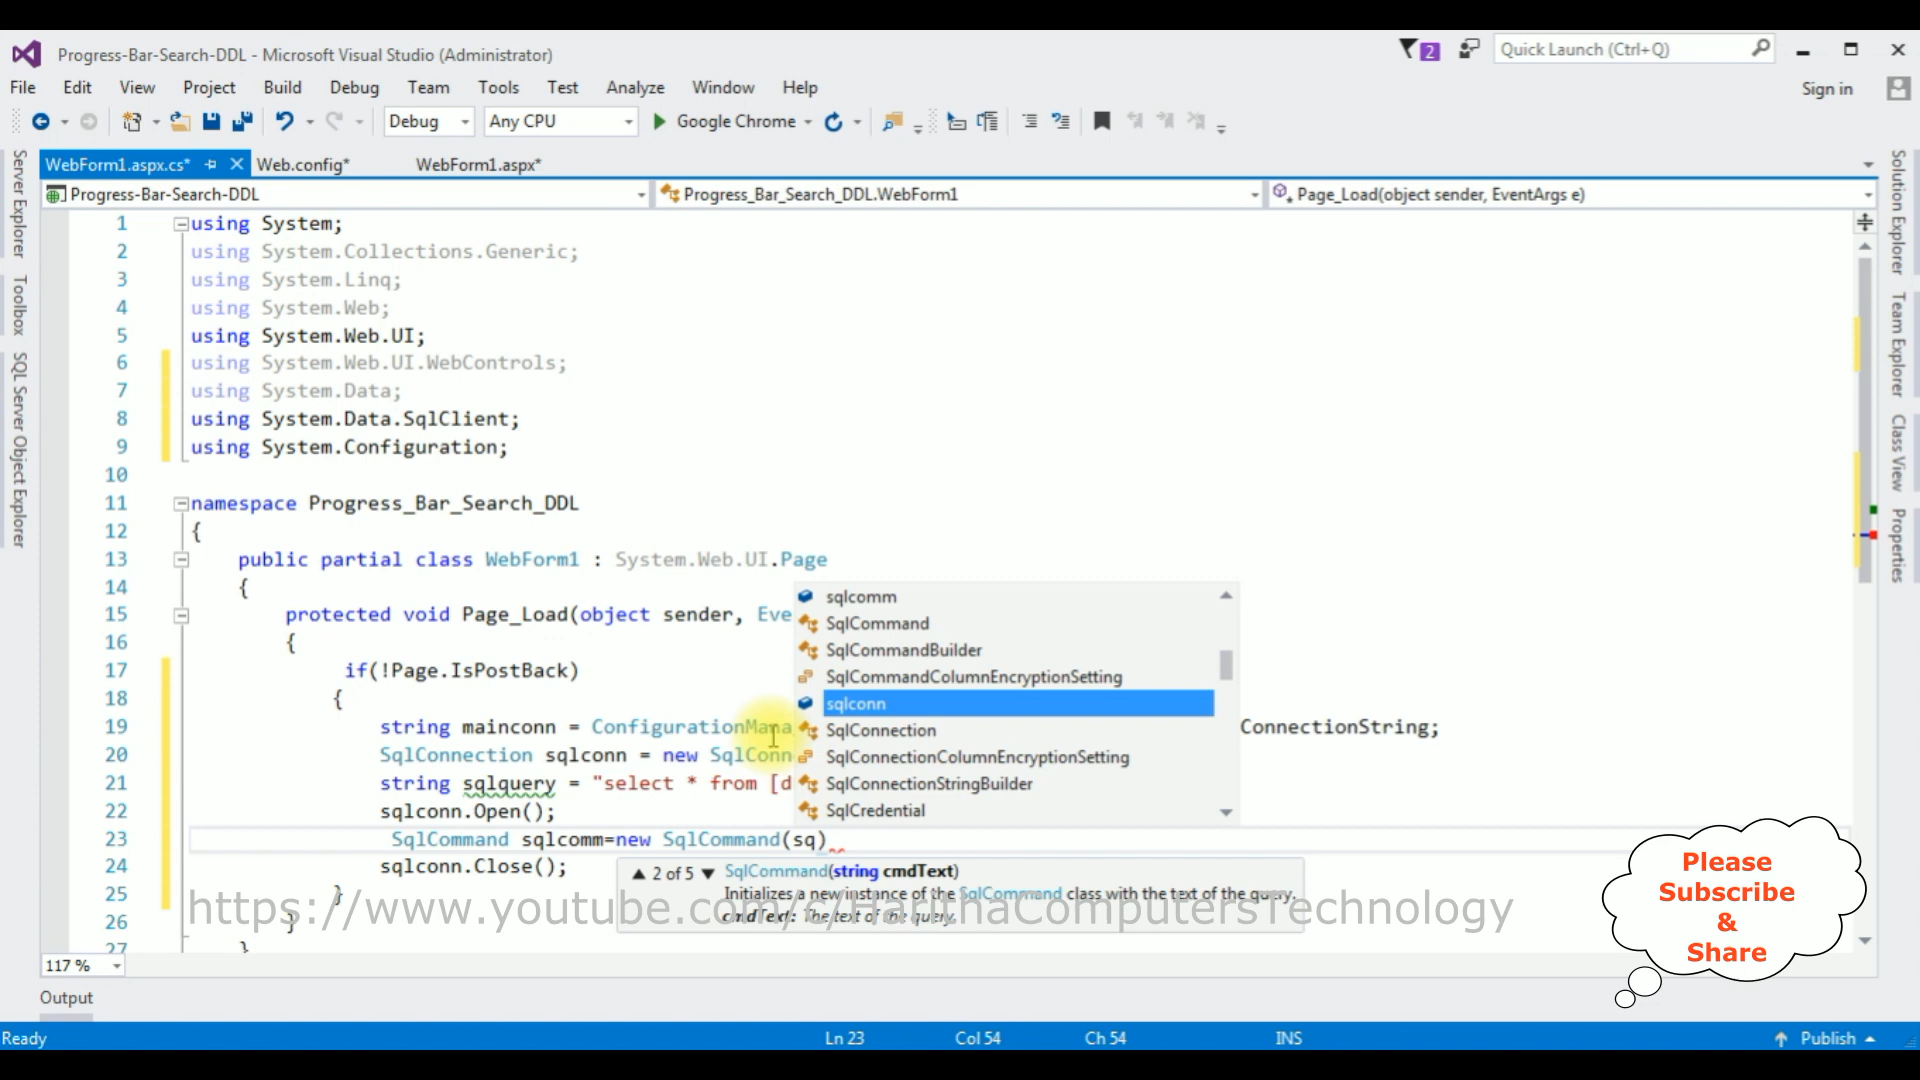 Progress-Bar-Search-DDL - Microsoft Visual Studio (Administrator)
2
Quick Launch (Ctrl+Q)
File Edit View Project Build Debug Team Tools Test Analyze Window Help
Sign in
Debug Any CPU Google Chrome
WebForm1.aspx.cs* Web.config* WebForm1.aspx*
Progress-Bar-Search-DDL Progress_Bar_Search_DDL.WebForm1 Page_Load(object sender, EventArgs e)
Server Explorer
Toolbox
SQL Server Object Explorer
1 using System;
2 using System.Collections.Generic;
3 using System.Linq;
4 using System.Web;
5 using System.Web.UI;
6 using System.Web.UI.WebControls;
7 using System.Data;
8 using System.Data.SqlClient;
9 using System.Configuration;
10
11 namespace Progress_Bar_Search_DDL
12 {
13 public partial class WebForm1 : System.Web.UI.Page
14 {
15 protected void Page_Load(object sender, Eve
16 {
17 if(!Page.IsPostBack)
18 {
19 string mainconn = ConfigurationMana ConnectionString;
20 SqlConnection sqlconn = new SqlConn
21 string sqlquery = "select * from [d
22 sqlconn.Open();
23 SqlCommand sqlcomm=new SqlCommand(sq)
24 sqlconn.Close();
25 }
26 }
27 }
sqlcomm
SqlCommand
SqlCommandBuilder
SqlCommandColumnEncryptionSetting
sqlconn
SqlConnection
SqlConnectionColumnEncryptionSetting
SqlConnectionStringBuilder
SqlCredential
▲ 2 of 5 ▼ SqlCommand(string cmdText)
Initializes a new instance of the SqlCommand class with the text of the query.
cmdText: The text of the query.
https://www.youtube.com/c/HarithaComputersTechnology
Solution Explorer
Team Explorer
Class View
Properties
Please
Subscribe
&
Share
117 %
Output
Ready Ln 23 Col 54 Ch 54 INS Publish